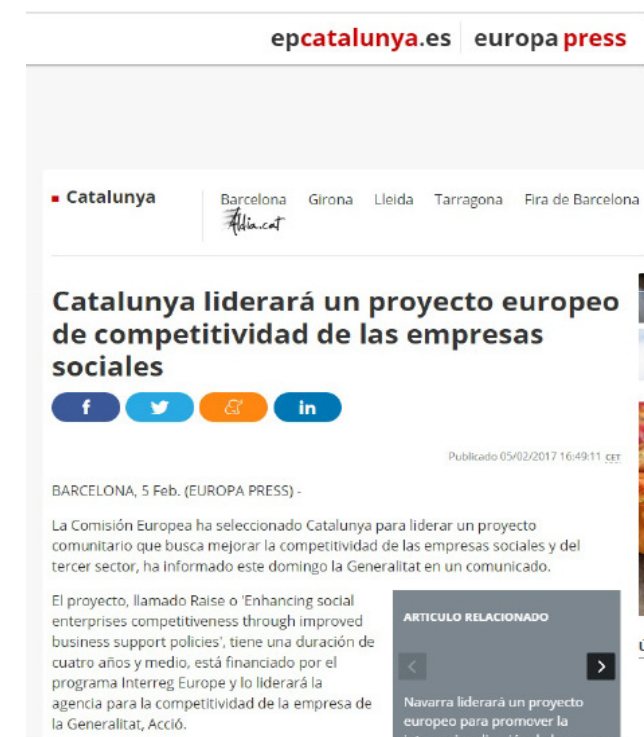 epcatalunya.es europa press
Catalunya Barcelona Girona Lleida Tarragona Fira de Barcelona
Aldia.cat
Catalunya liderará un proyecto europeo
de competitividad de las empresas
sociales
f in
Publicado 05/02/2017 16:49:11 CET
BARCELONA, 5 Feb. (EUROPA PRESS) -
La Comisión Europea ha seleccionado Catalunya para liderar un proyecto
comunitario que busca mejorar la competitividad de las empresas sociales y del
tercer sector, ha informado este domingo la Generalitat en un comunicado.
El proyecto, llamado Raise o 'Enhancing social
enterprises competitiveness through improved
business support policies', tiene una duración de
cuatro años y medio, está financiado por el
programa Interreg Europe y lo liderará la
agencia para la competitividad de la empresa de
la Generalitat, Acció.
ARTICULO RELACIONADO
Navarra liderará un proyecto
europeo para promover la